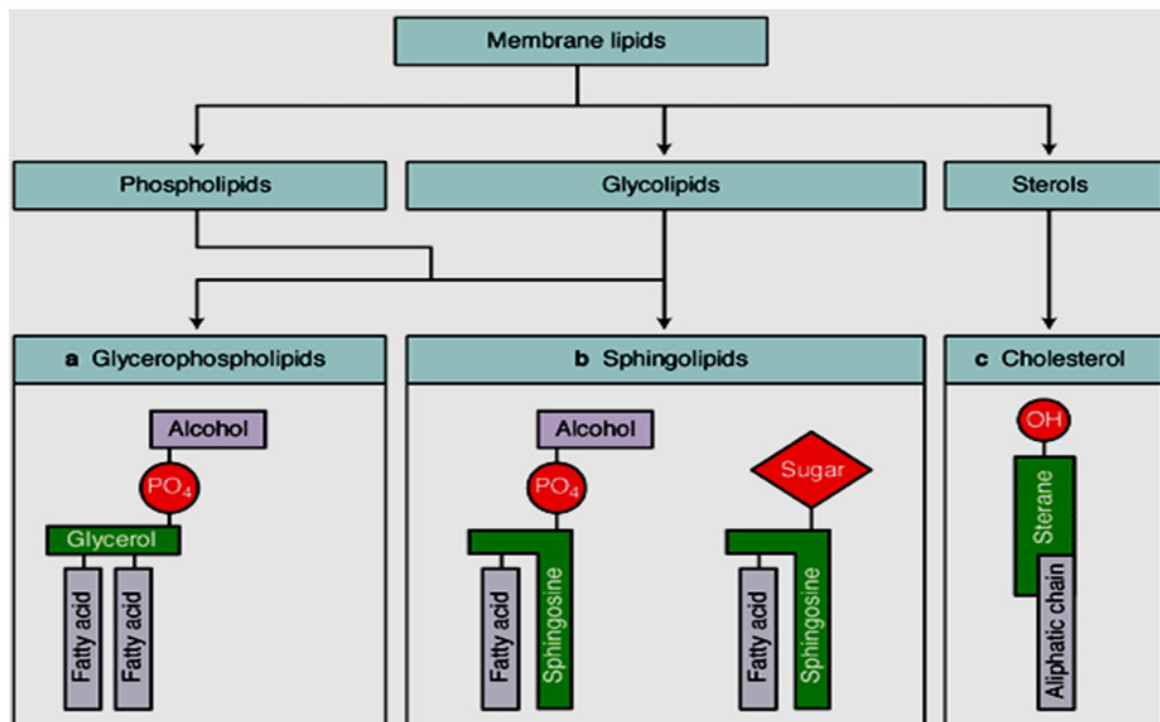 Membrane lipids
Phospholipids
Glycolipids
Sterols
a Glycerophospholipids
Alcohol
PO4
Glycerol
Fatty acid
Fatty acid
b Sphingolipids
Alcohol
PO4
Fatty acid
Sphingosine
Sugar
Fatty acid
Sphingosine
c Cholesterol
OH
Sterane
Aliphatic chain